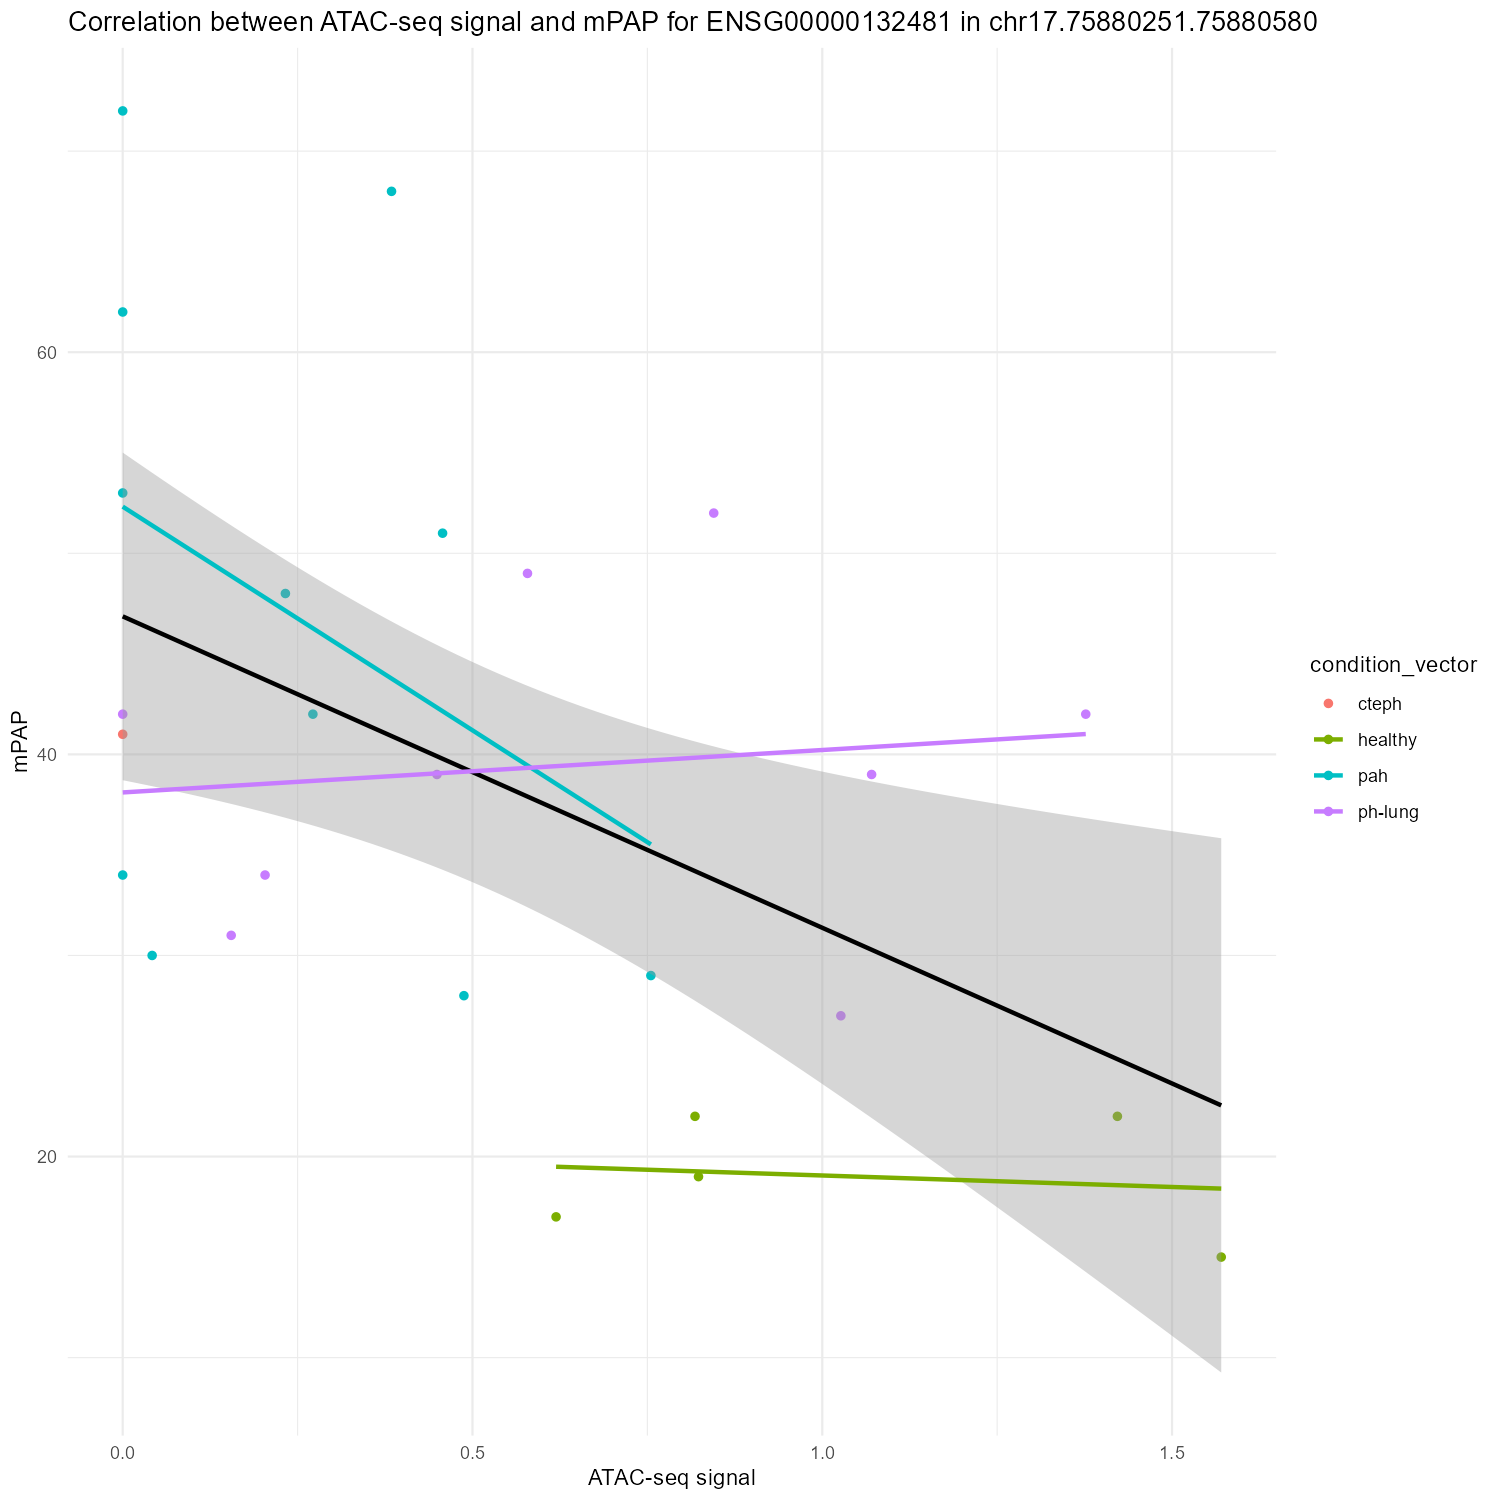 Correlation between ATAC-seq signal and mPAP for ENSG00000132481 in chr17.75880251.75880580
mPAP
60
40
20
0.0
0.5
1.0
1.5
ATAC-seq signal
condition_vector
cteph
healthy
pah
ph-lung